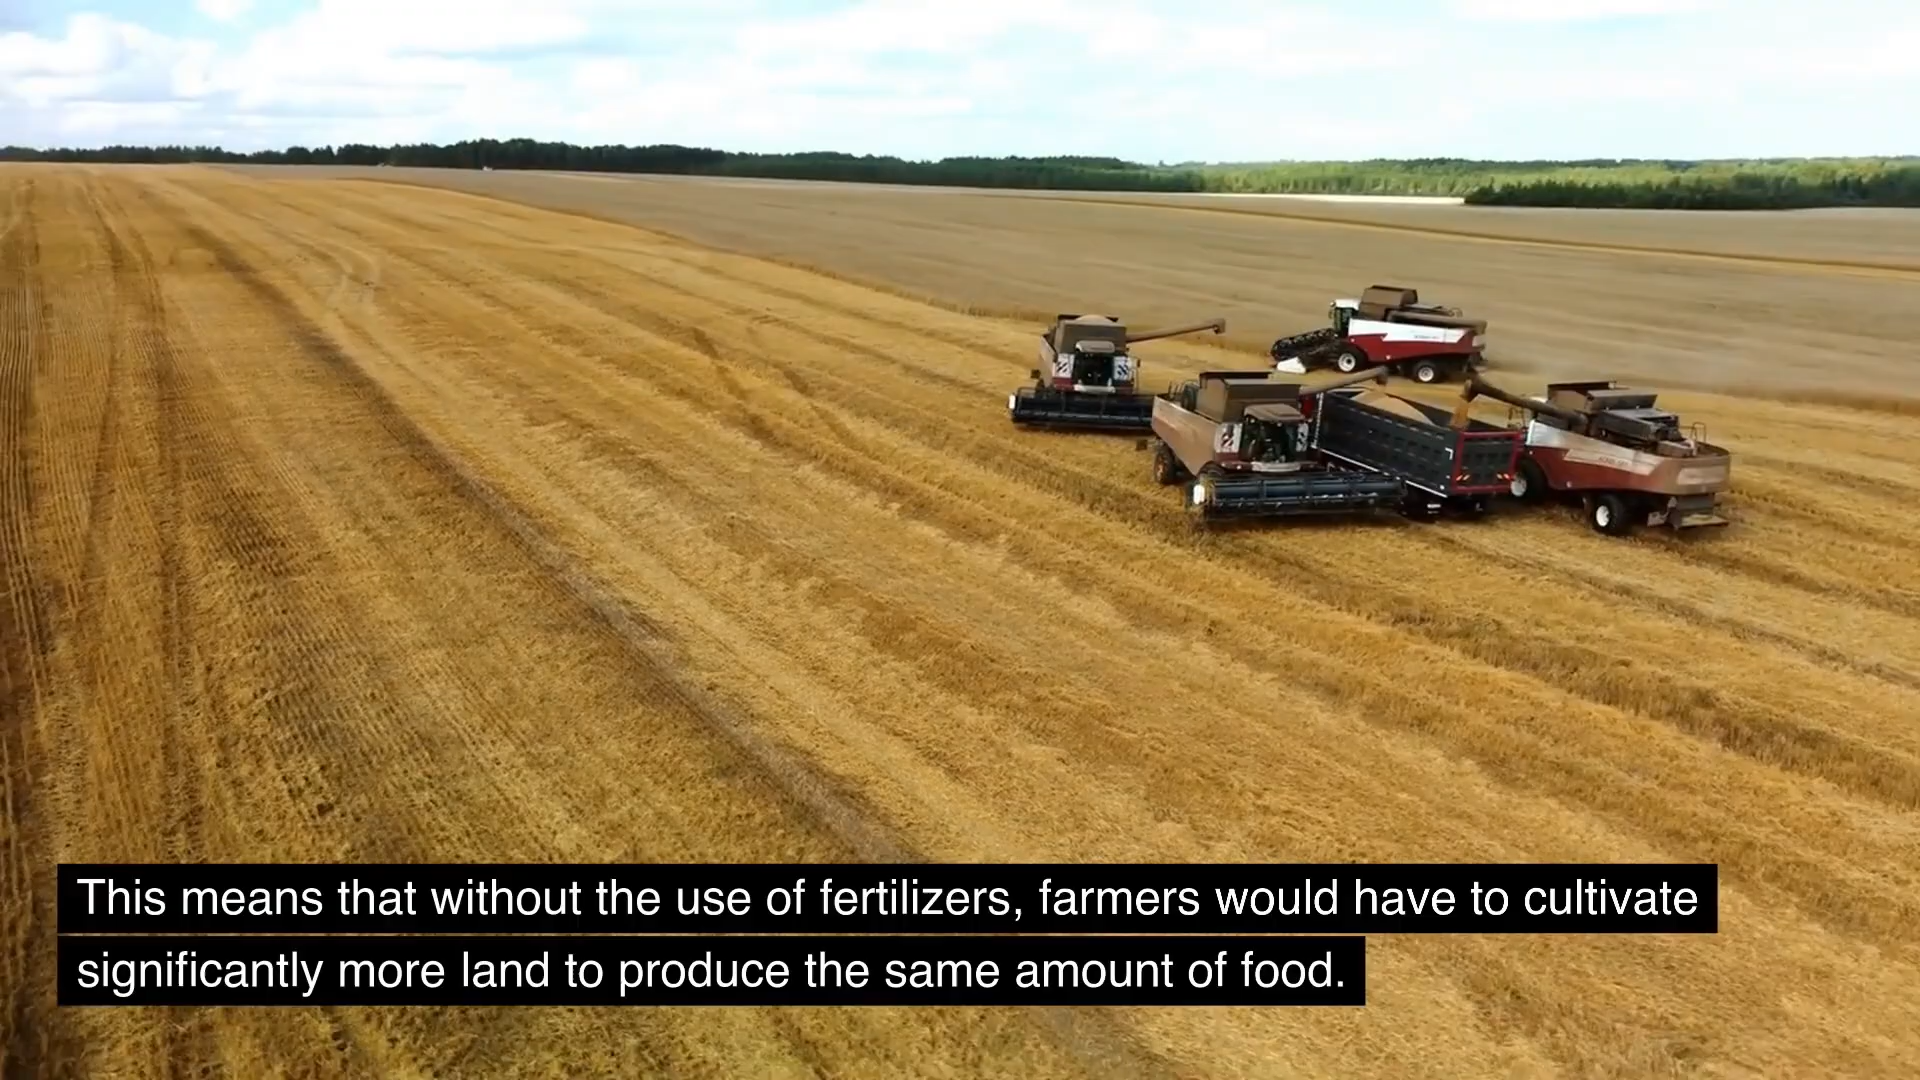 This means that without the use of fertilizers, farmers would have to cultivate
significantly more land to produce the same amount of food.